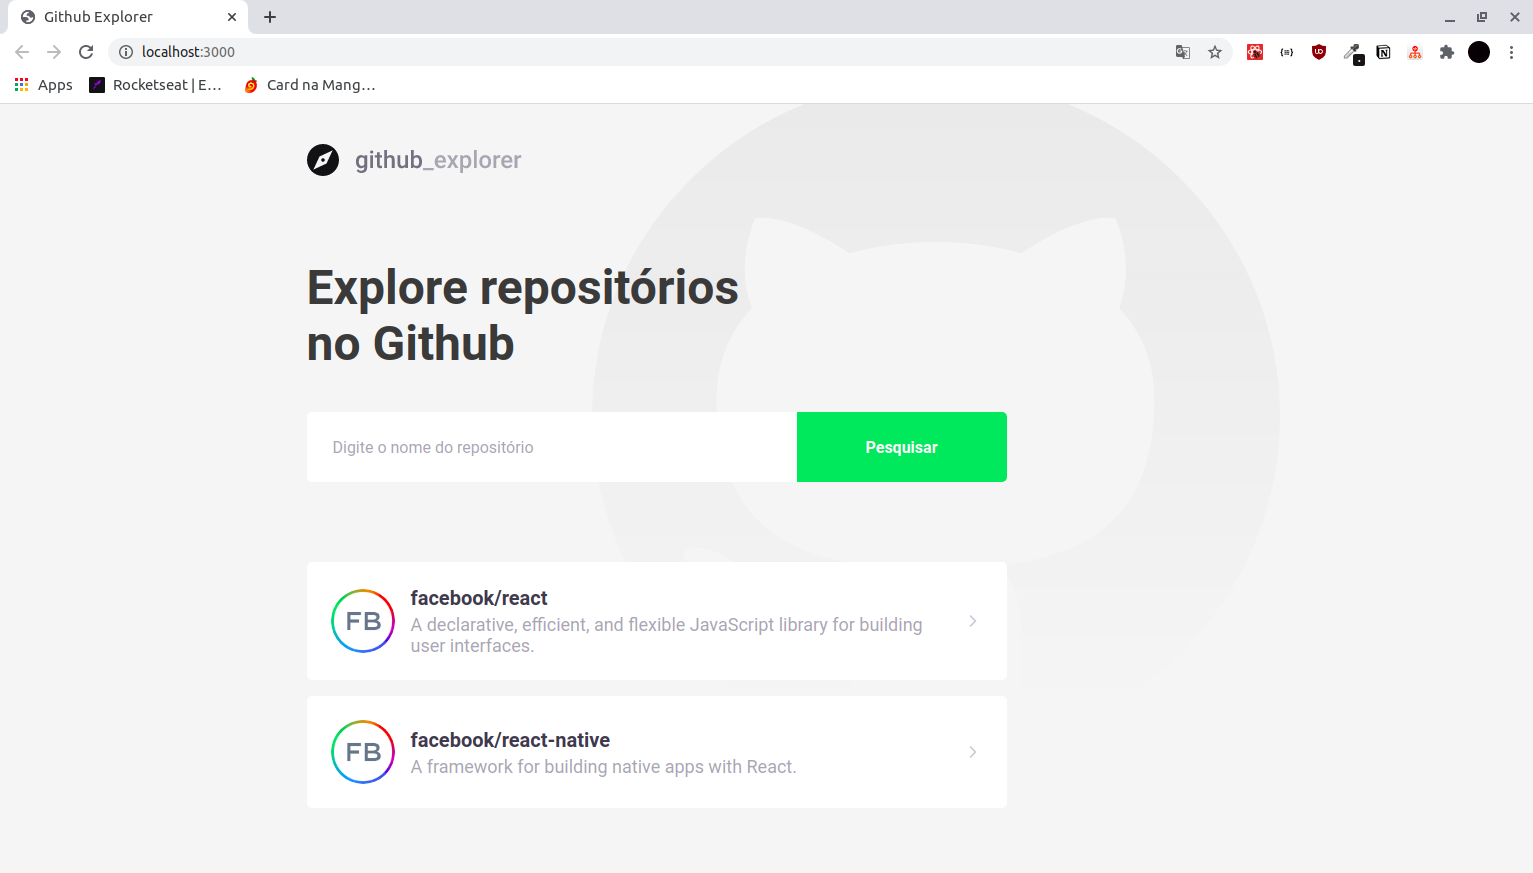 Github Explorer
localhost:3000
Apps
Rocketseat | E...
Card na Mang...
github_explorer
Explore repositórios
no Github
Digite o nome do repositório
Pesquisar
FB
facebook/react
A declarative, efficient, and flexible JavaScript library for building
user interfaces.
FB
facebook/react-native
A framework for building native apps with React.